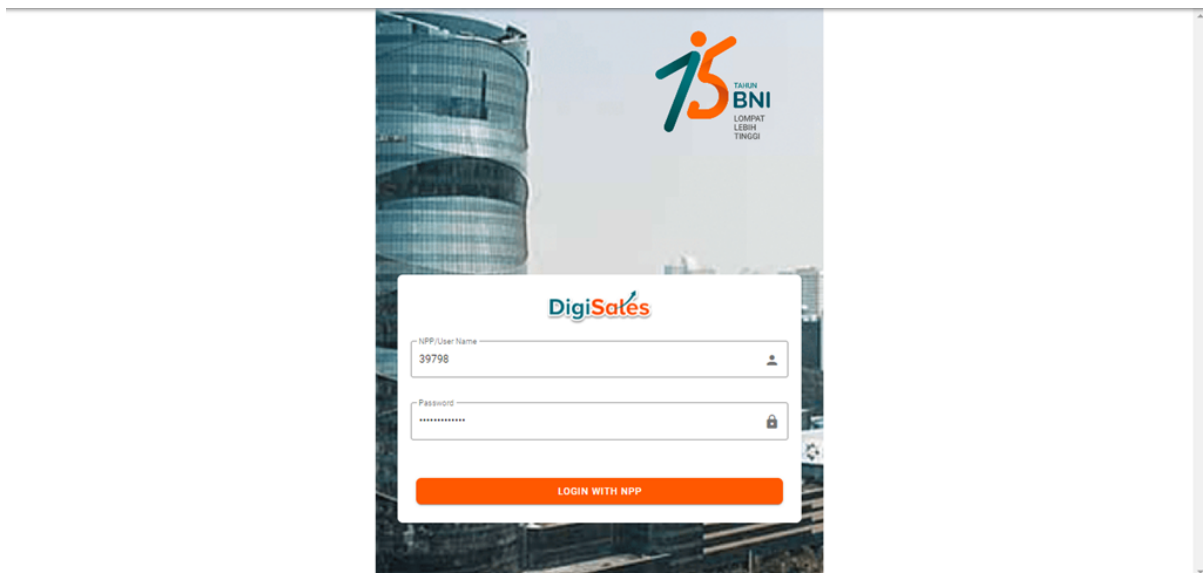 75
TAHUN
BNI
LOMPAT
LEBIH
TINGGI
DigiSales
NPP/User Name
39798
Password
•••••••••••••
LOGIN WITH NPP